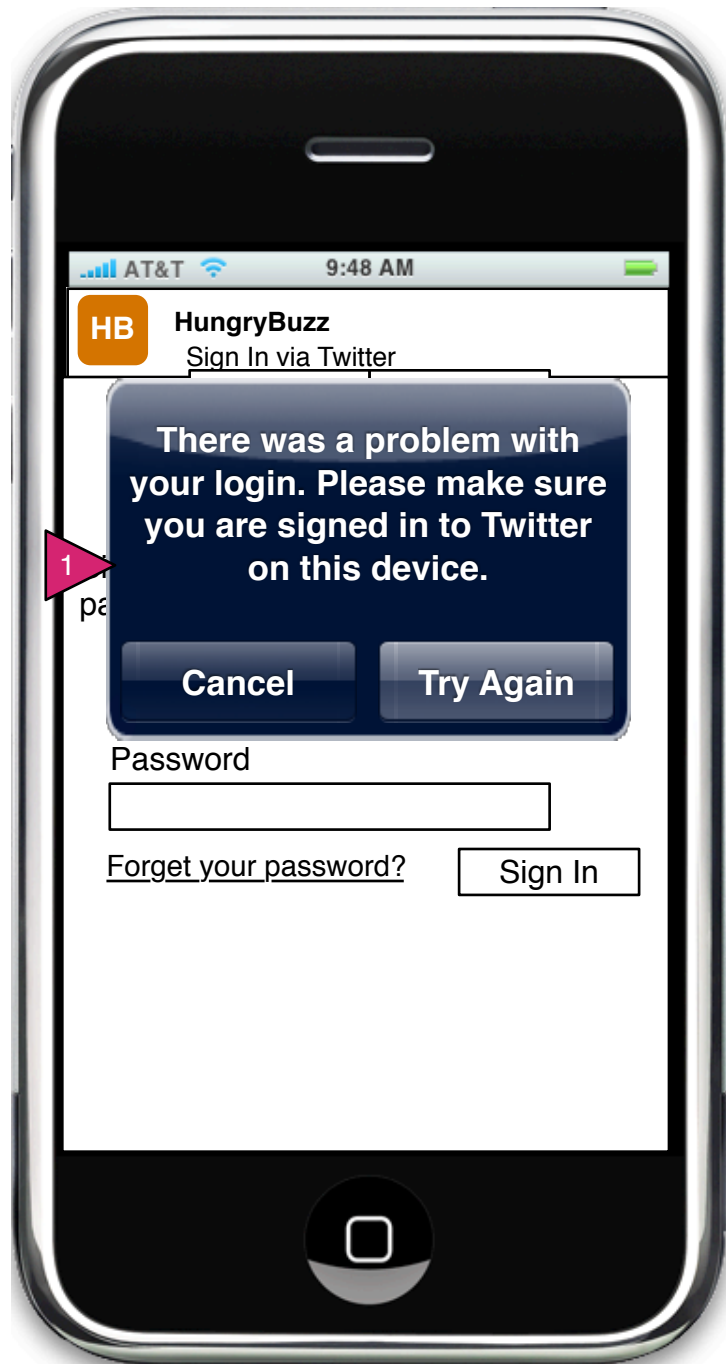 AT&T 9:48 AM
HB
HungryBuzz
Sign In via Twitter
There was a problem with
your login. Please make sure
you are signed in to Twitter
on this device.
1
pa
Cancel Try Again
Password
Forget your password? Sign In